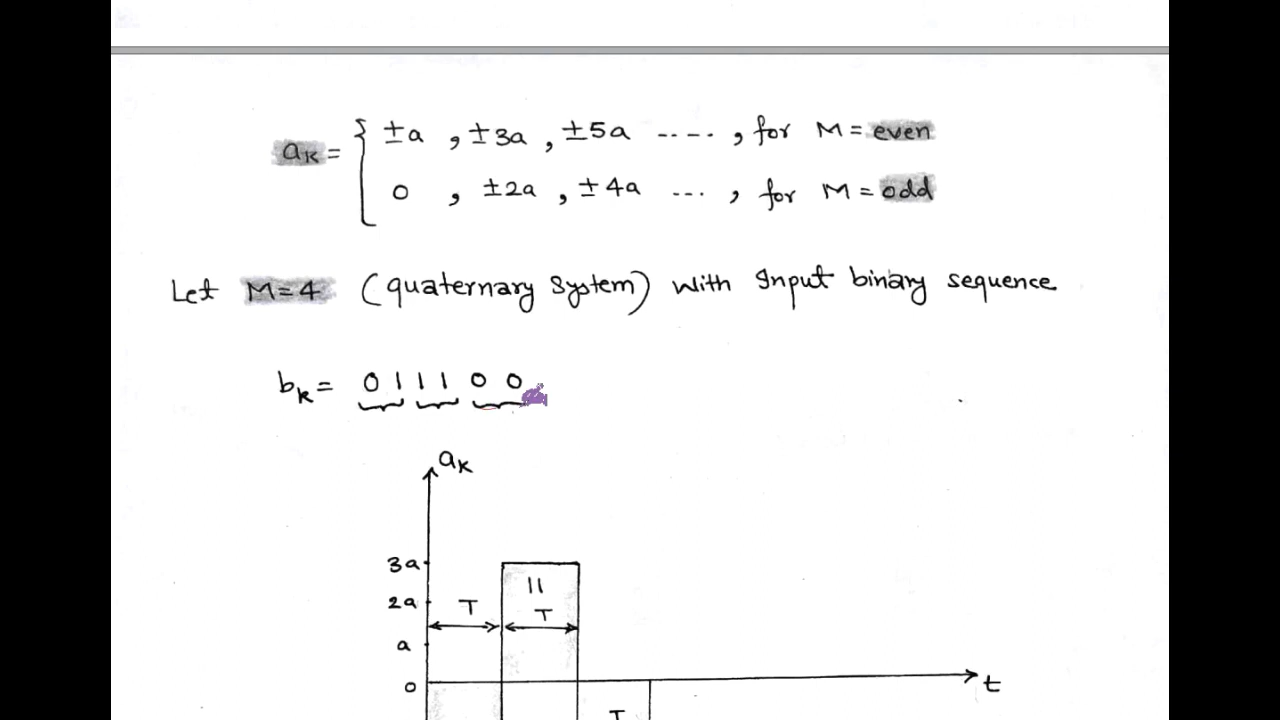 aₖ = { ±a , ±3a , ±5a ----, for M = even
0 , ±2a , ±4a ... , for M = odd
Let M=4 (quaternary System) with Input binary sequence
bₖ = 0 1 1 1 0 0
aₖ
3a
11
2a
T
T
a
0
t
T